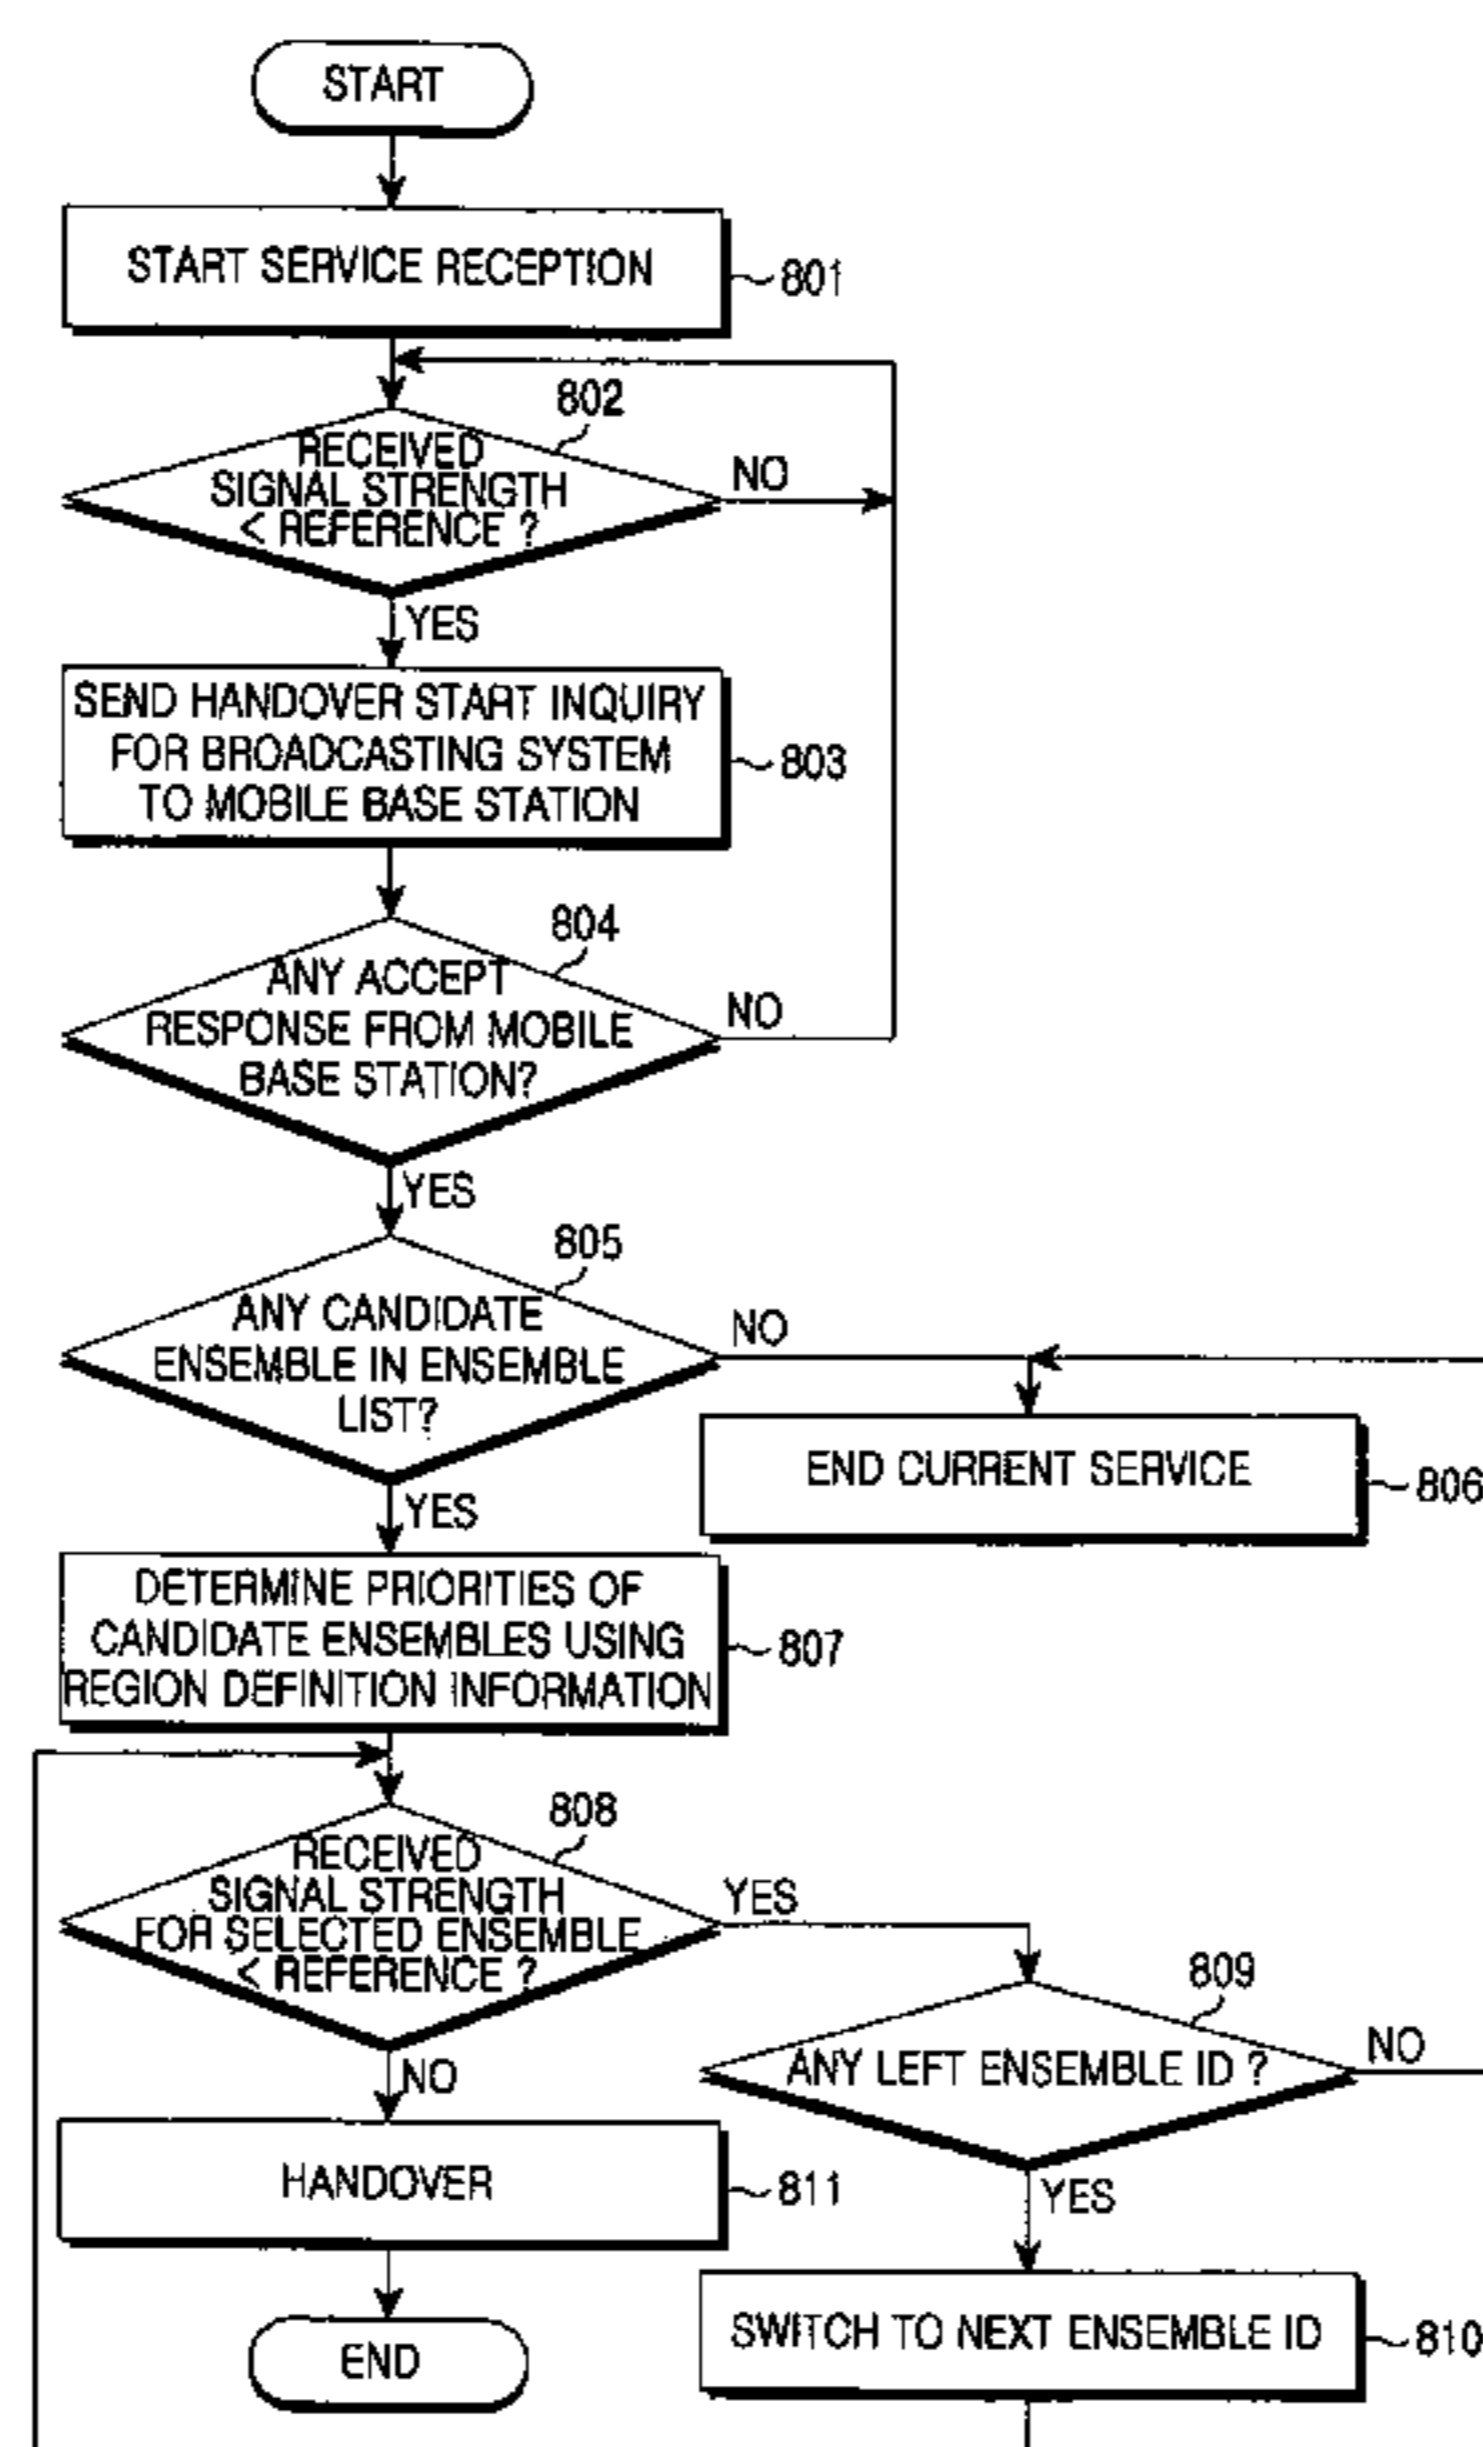 START
START SERVICE RECEPTION
801
802
RECEIVED
SIGNAL STRENGTH
< REFERENCE ?
NO
YES
SEND HANDOVER START INQUIRY
FOR BROADCASTING SYSTEM
TO MOBILE BASE STATION
803
804
ANY ACCEPT
RESPONSE FROM MOBILE
BASE STATION?
NO
YES
805
ANY CANDIDATE
ENSEMBLE IN ENSEMBLE
LIST?
NO
END CURRENT SERVICE
806
YES
DETERMINE PRIORITIES OF
CANDIDATE ENSEMBLES USING
REGION DEFINITION INFORMATION
807
808
RECEIVED
SIGNAL STRENGTH
FOR SELECTED ENSEMBLE
< REFERENCE ?
YES
809
ANY LEFT ENSEMBLE ID ?
NO
NO
HANDOVER
811
YES
SWITCH TO NEXT ENSEMBLE ID
810
END